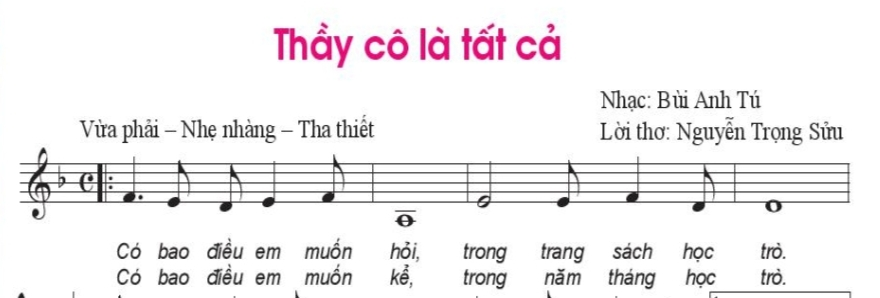 Thầy cô là tất cả
Nhạc: Bùi Anh Tú
Vừa phải – Nhẹ nhàng – Tha thiết
Lời thơ: Nguyễn Trọng Sửu
Có bao điều em muốn hỏi, trong trang sách học trò.
Có bao điều em muốn kể, trong năm tháng học trò.